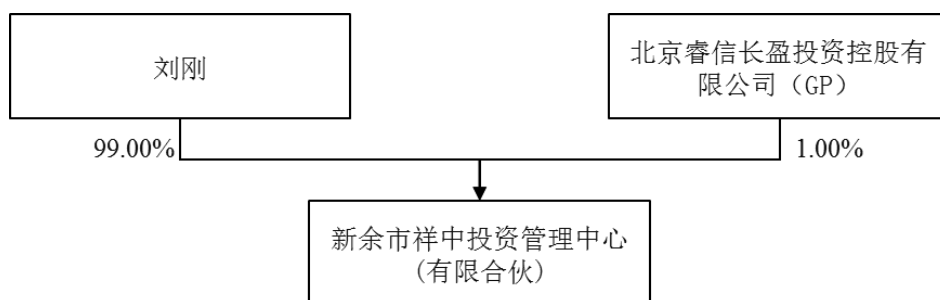 刘刚
北京睿信长盈投资控股有
限公司（GP）
99.00%
1.00%
新余市祥中投资管理中心
(有限合伙)